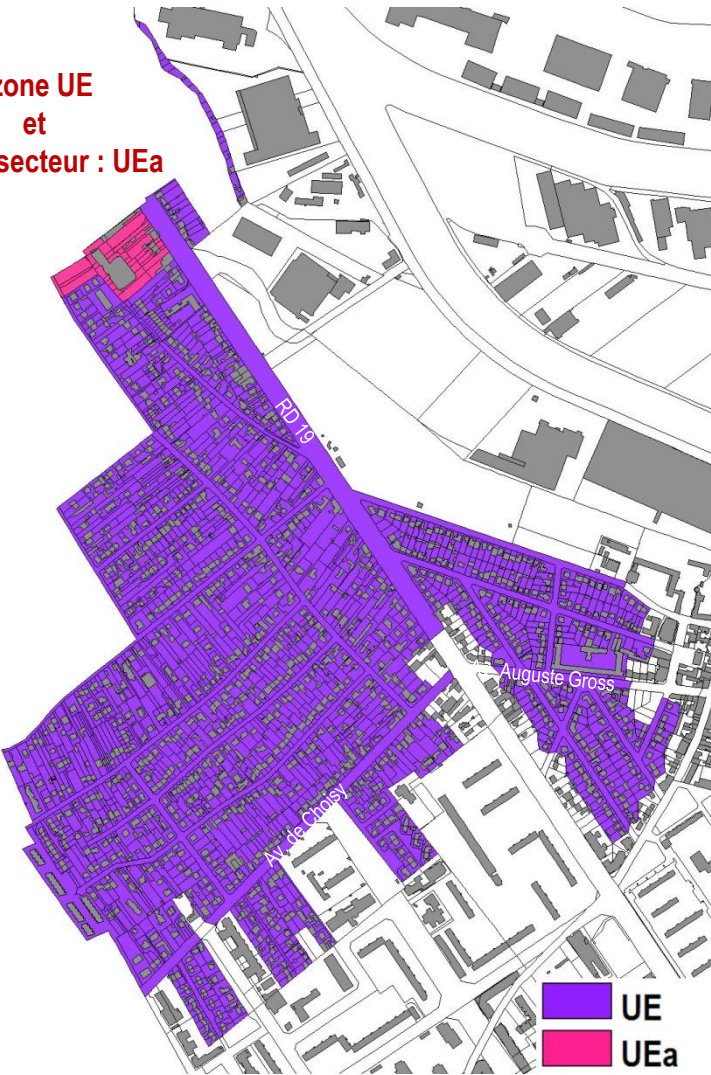 zone UE
et
secteur : UEa
RD 19
Auguste Gross
Av. de Choisy
UE
UEa